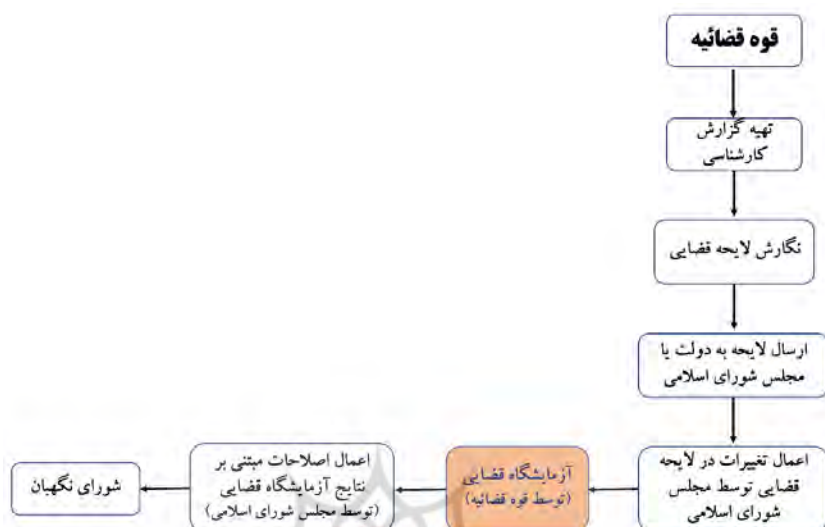 قوه قضائیه
تهیه گزارش
کارشناسی
نگارش لایحه قضایی
ارسال لایحه به دولت یا
مجلس شورای اسلامی
اعمال تغییرات در لایحه
قضایی توسط مجلس
شورای اسلامی
آزمایشگاه قضایی
(توسط قوه قضائیه)
اعمال اصلاحات مبتنی بر
نتایج آزمایشگاه قضایی
(توسط مجلس شورای اسلامی)
شورای نگهبان